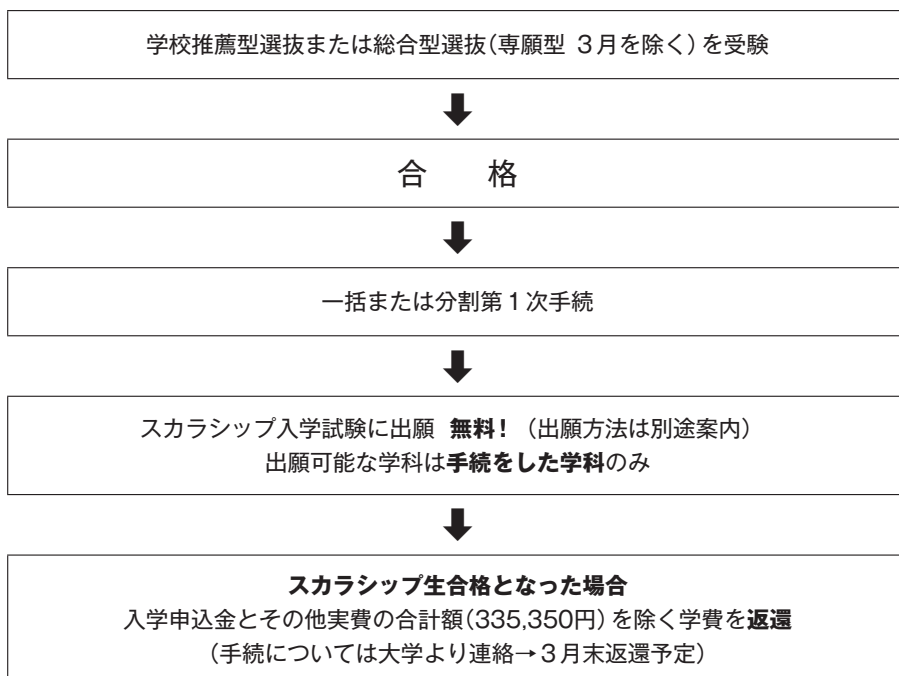 学校推薦型選抜または総合型選抜（専願型 3月を除く）を受験
合　格
一括または分割第1次手続
スカラシップ入学試験に出願 無料！（出願方法は別途案内）
出願可能な学科は手続をした学科のみ
スカラシップ生合格となった場合
入学申込金とその他実費の合計額（335,350円）を除く学費を返還
（手続については大学より連絡→3月末返還予定）